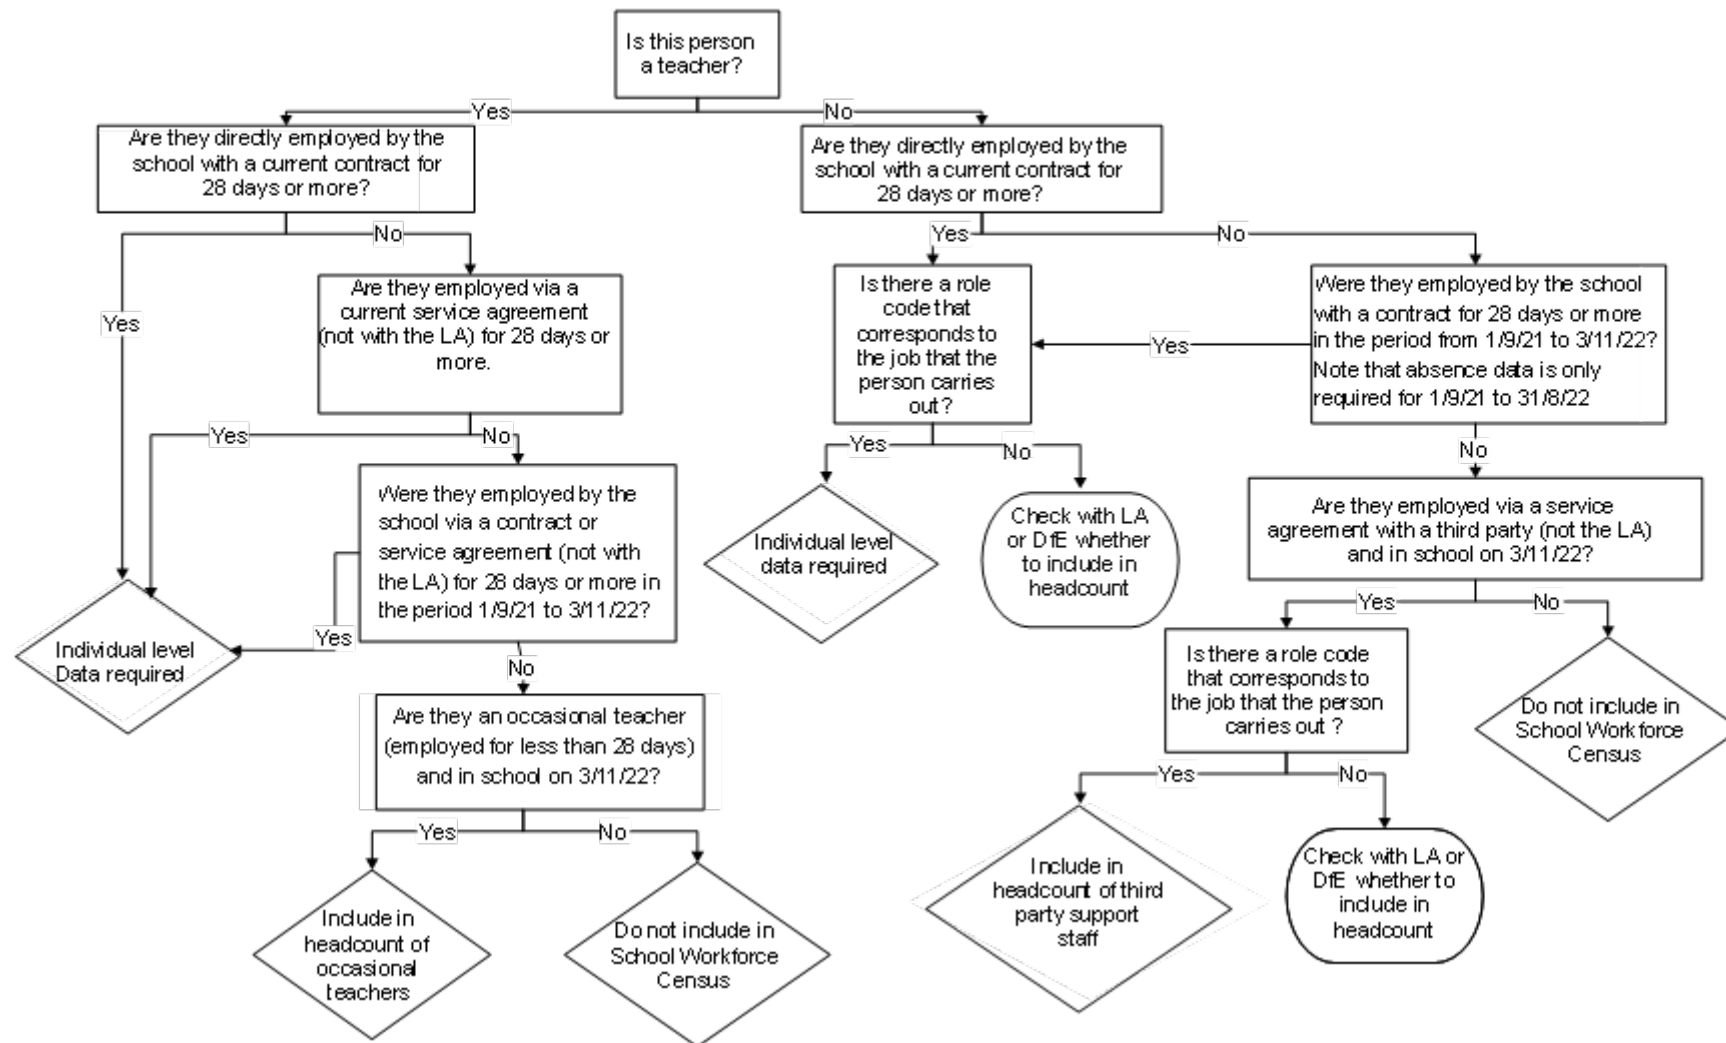 Is this person
a teacher?
Yes
No
Are they directly employed by the
school with a current contract for
28 days or more?
Are they directly employed by the
school with a current contract for
28 days or more?
Yes
No
Yes
No
Are they employed via a
current service agreement
(not with the LA) for 28 days or
more.
Is there a role
code that
corresponds to
the job that the
person carries
out ?
Yes
Were they employed by the school
with a contract for 28 days or more
in the period from 1/9/21 to 3/11/22?
Note that absence data is only
required for 1/9/21 to 31/8/22
Yes
No
Yes
No
No
Were they employed by the
school via a contract or
service agreement (not with
the LA) for 28 days or more in
the period 1/9/21 to 3/11/22?
Yes
Individual level
Data required
Individual level
data required
Check with LA
or DfE whether
to include in
headcount
Are they employed via a service
agreement with a third party (not the LA)
and in school on 3/11/22?
Yes
No
No
Are they an occasional teacher
(employed for less than 28 days)
and in school on 3/11/22?
Is there a role code
that corresponds to
the job that the person
carries out ?
Do not include in
School Workforce
Census
Yes
No
Yes
No
Include in
headcount of
occasional
teachers
Do not include in
School Workforce
Census
Include in
headcount of third
party support
staff
Check with LA or
DfE whether to
include in
headcount